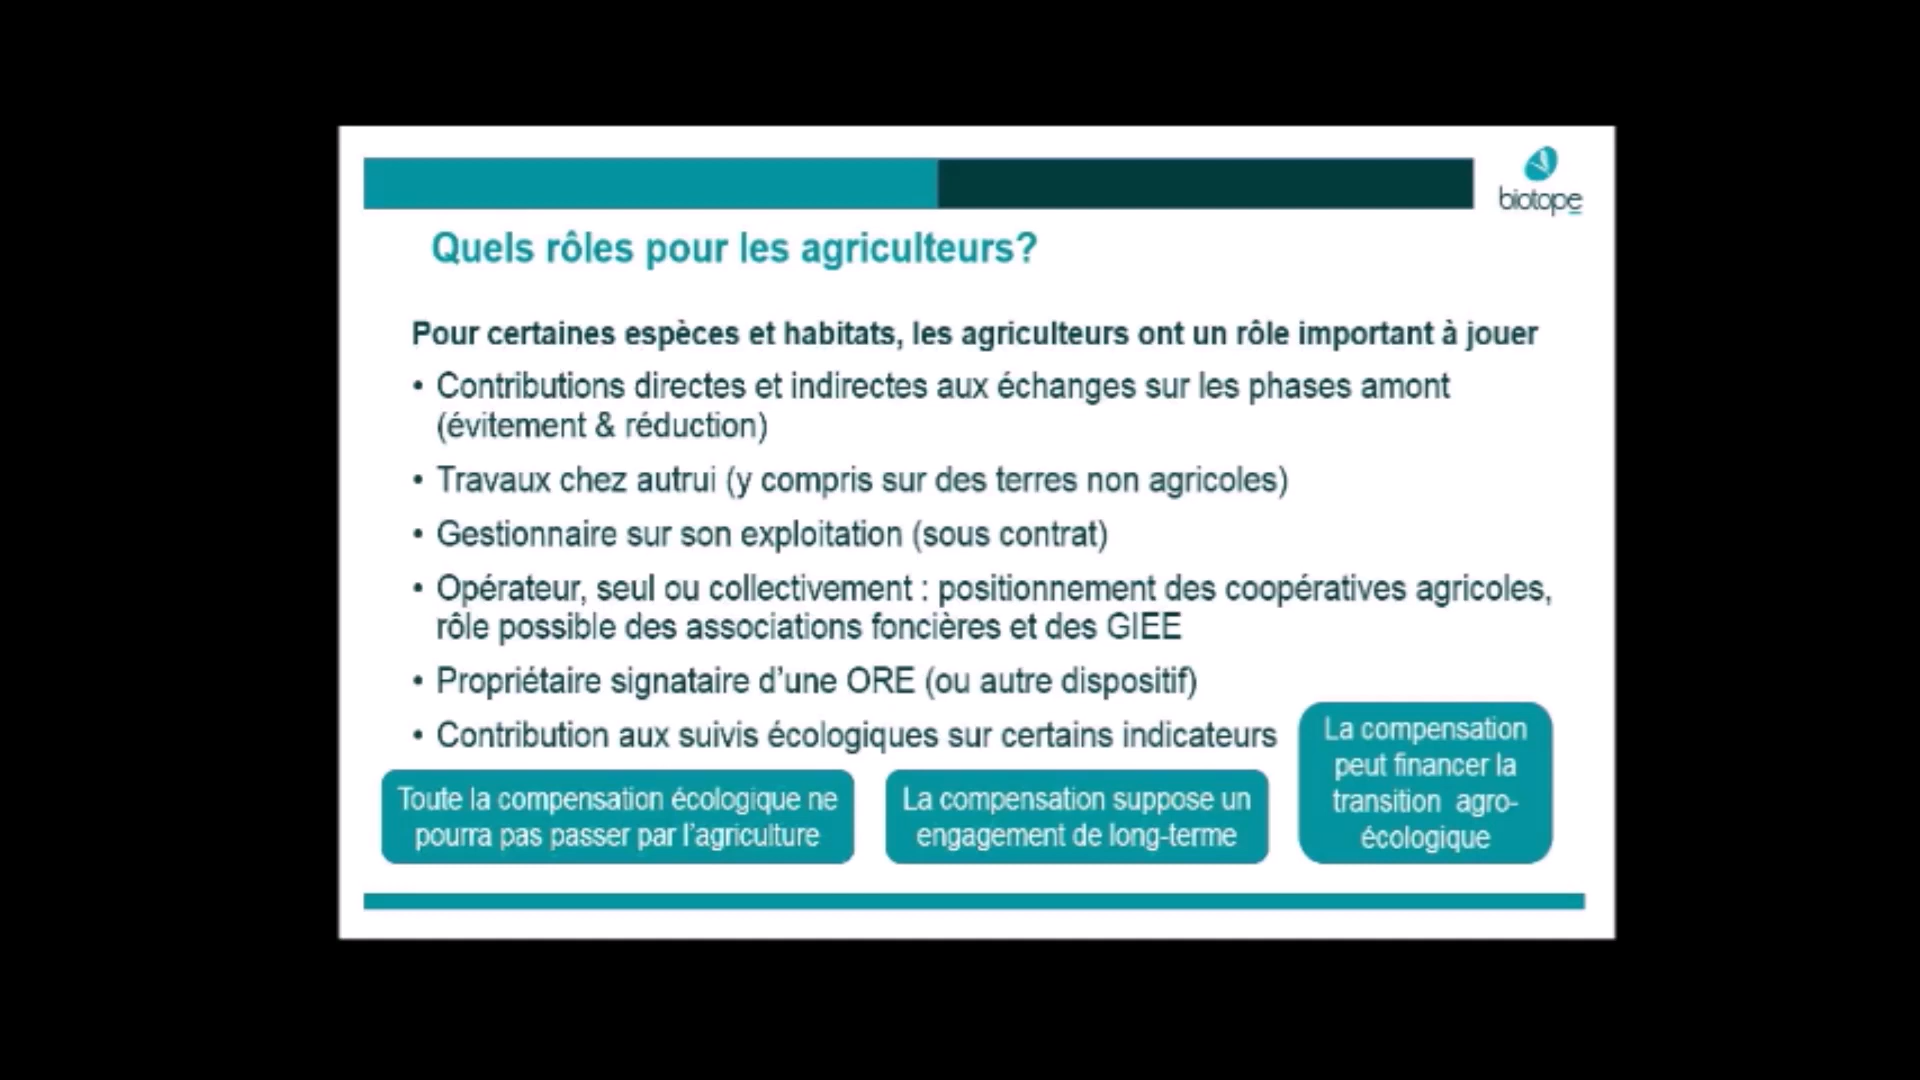 biotope
Quels rôles pour les agriculteurs?
Pour certaines espèces et habitats, les agriculteurs ont un rôle important à jouer
• Contributions directes et indirectes aux échanges sur les phases amont
(évitement & réduction)
• Travaux chez autrui (y compris sur des terres non agricoles)
• Gestionnaire sur son exploitation (sous contrat)
• Opérateur, seul ou collectivement : positionnement des coopératives agricoles,
rôle possible des associations foncières et des GIEE
• Propriétaire signataire d’une ORE (ou autre dispositif)
• Contribution aux suivis écologiques sur certains indicateurs
Toute la compensation écologique ne
pourra pas passer par l’agriculture
La compensation suppose un
engagement de long-terme
La compensation
peut financer la
transition agro-
écologique